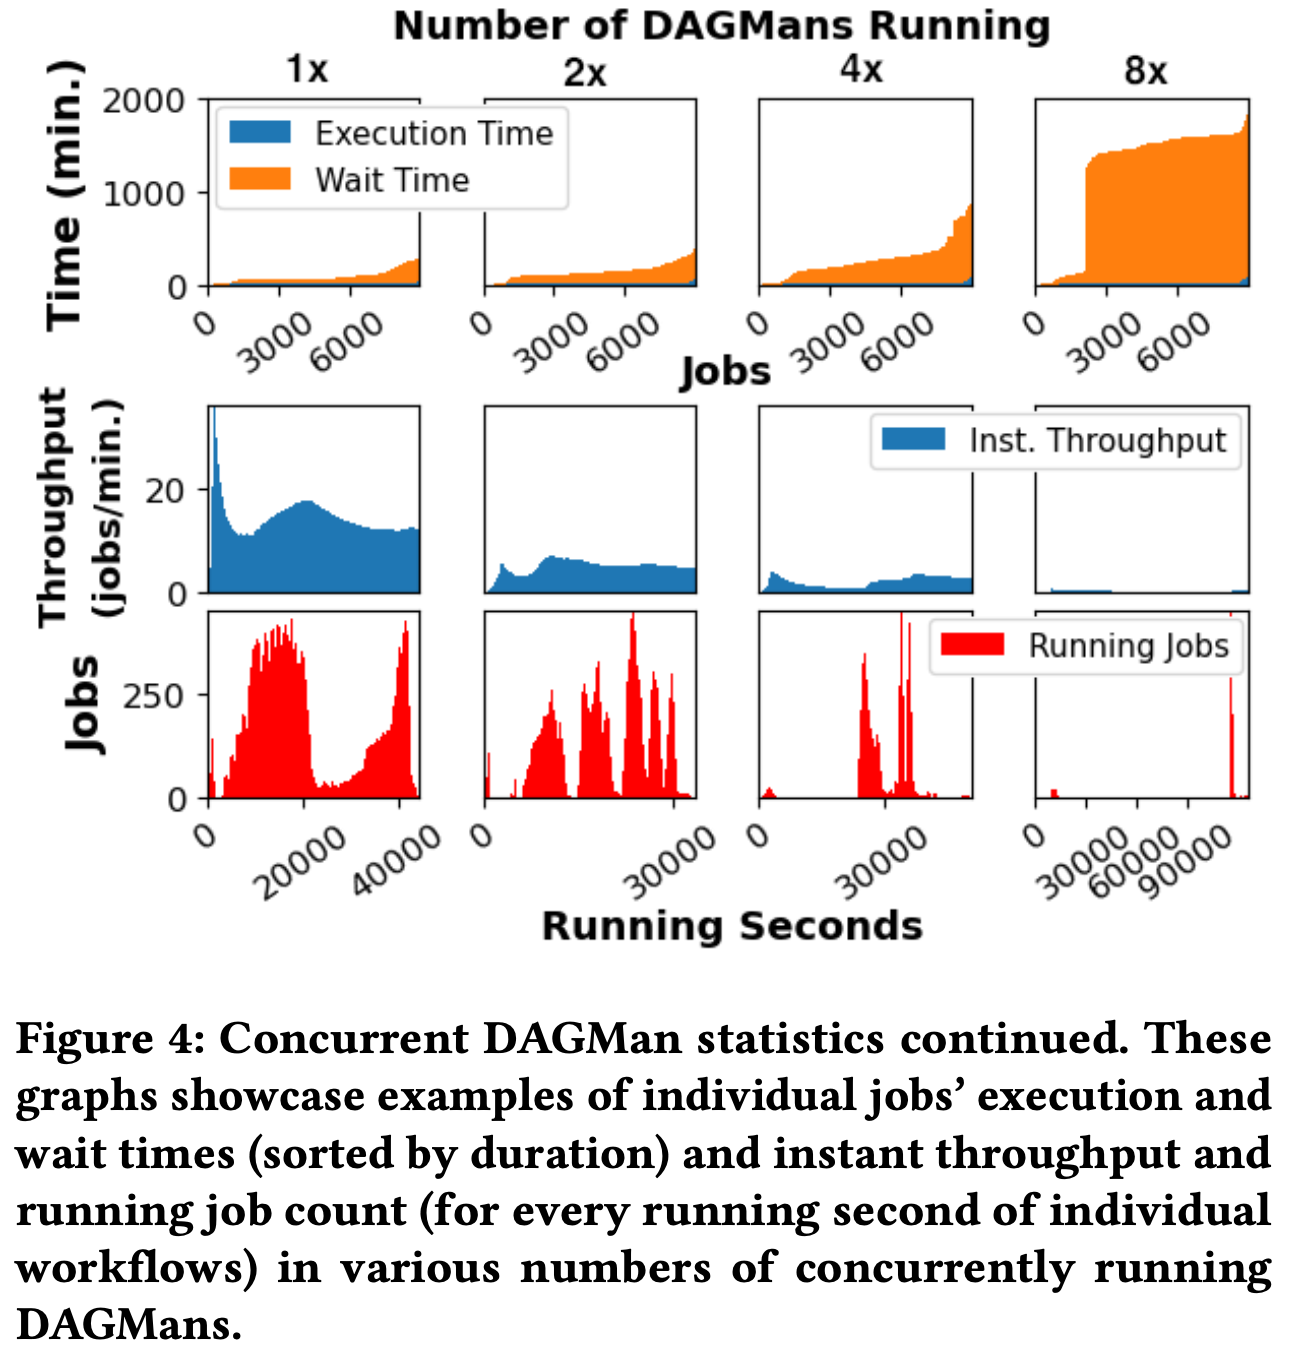 Number of DAGMans Running
1x 2x 4x 8x
Time (min.)
2000
1000
0
Execution Time
Wait Time
0 3000 6000 0 3000 6000 0 3000 6000 0 3000 6000
Jobs
Throughput
(jobs/min.)
20
0
Inst. Throughput
Jobs
250
0
Running Jobs
0 20000 40000 0 30000 0 30000 0 30000 60000 90000
Running Seconds
Figure 4: Concurrent DAGMan statistics continued. These
graphs showcase examples of individual jobs’ execution and
wait times (sorted by duration) and instant throughput and
running job count (for every running second of individual
workflows) in various numbers of concurrently running
DAGMans.